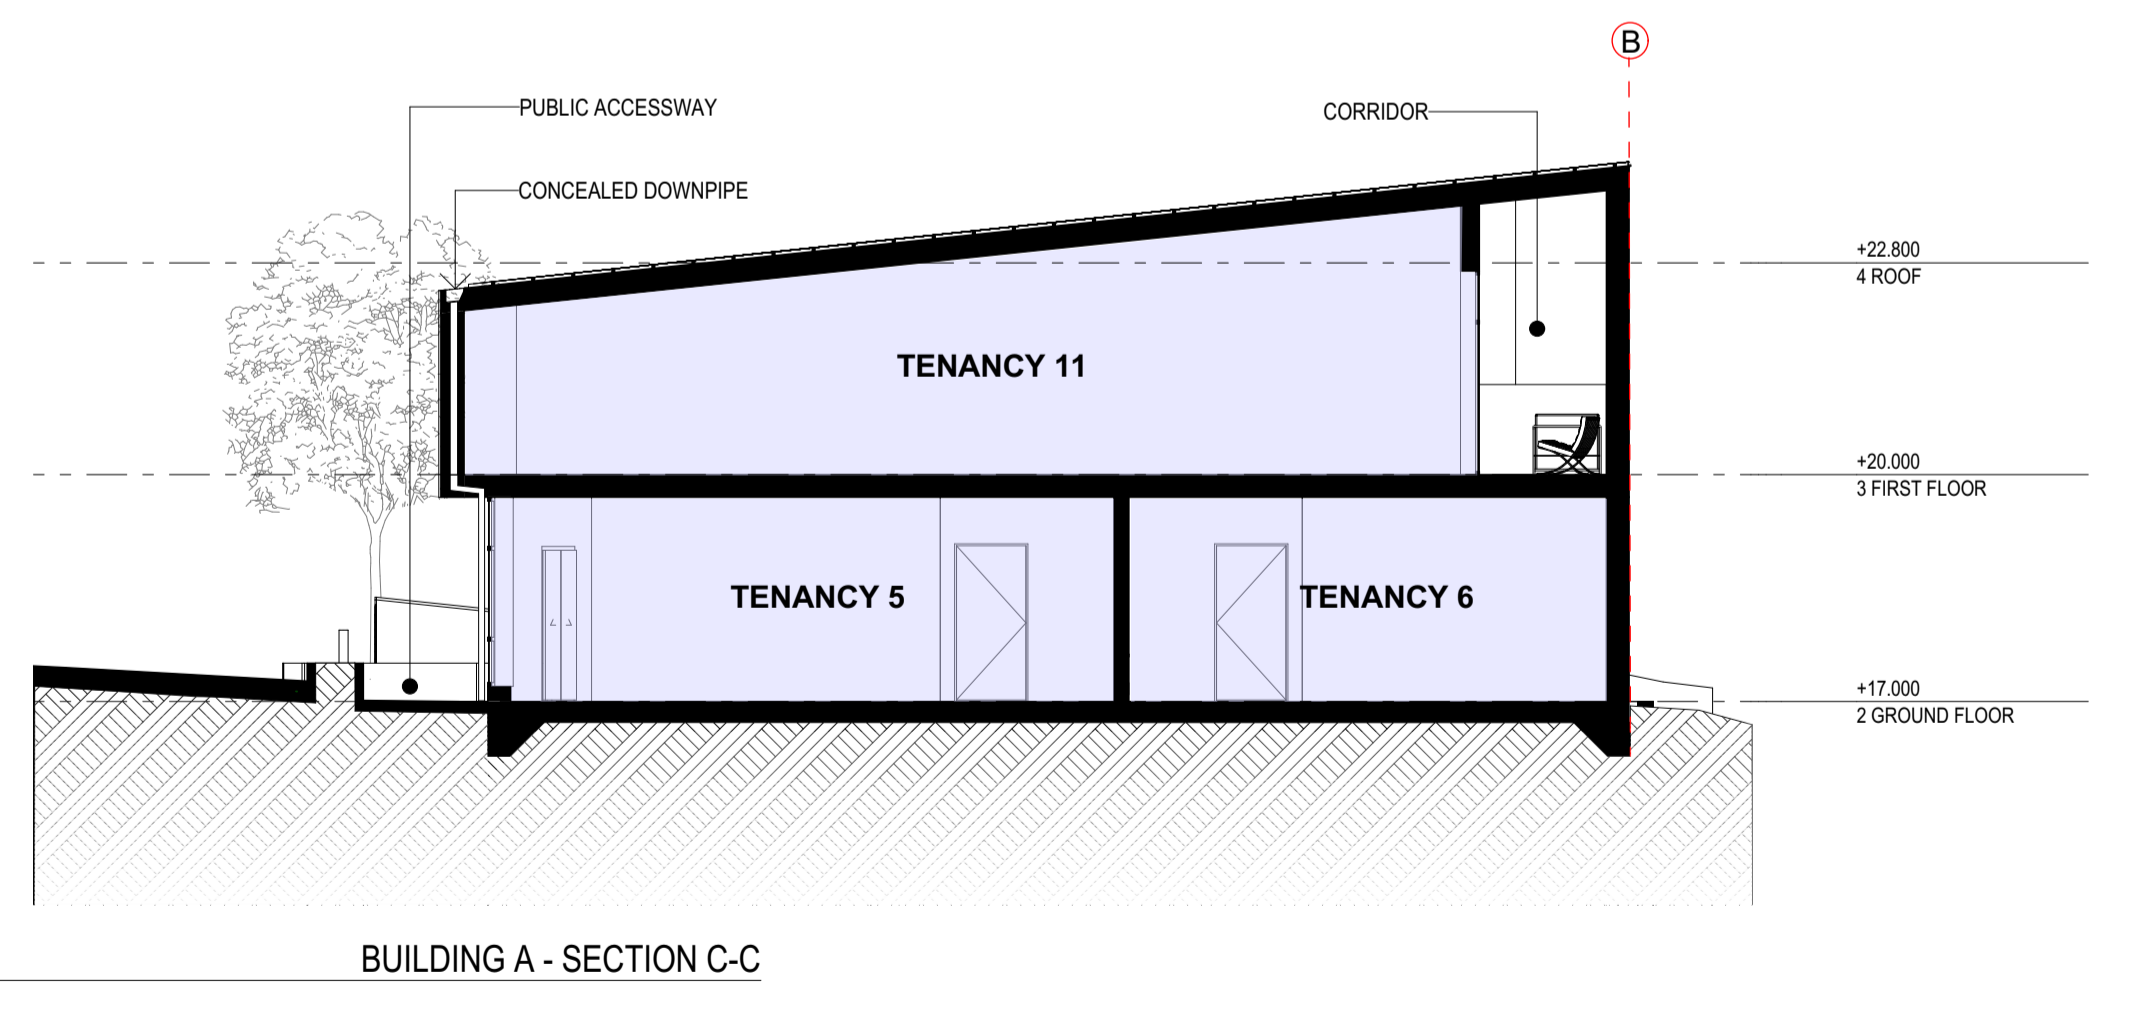 B
PUBLIC ACCESSWAY
CORRIDOR
CONCEALED DOWNPIPE
+22.800
4 ROOF
TENANCY 11
+20.000
3 FIRST FLOOR
TENANCY 5
TENANCY 6
+17.000
2 GROUND FLOOR
BUILDING A - SECTION C-C